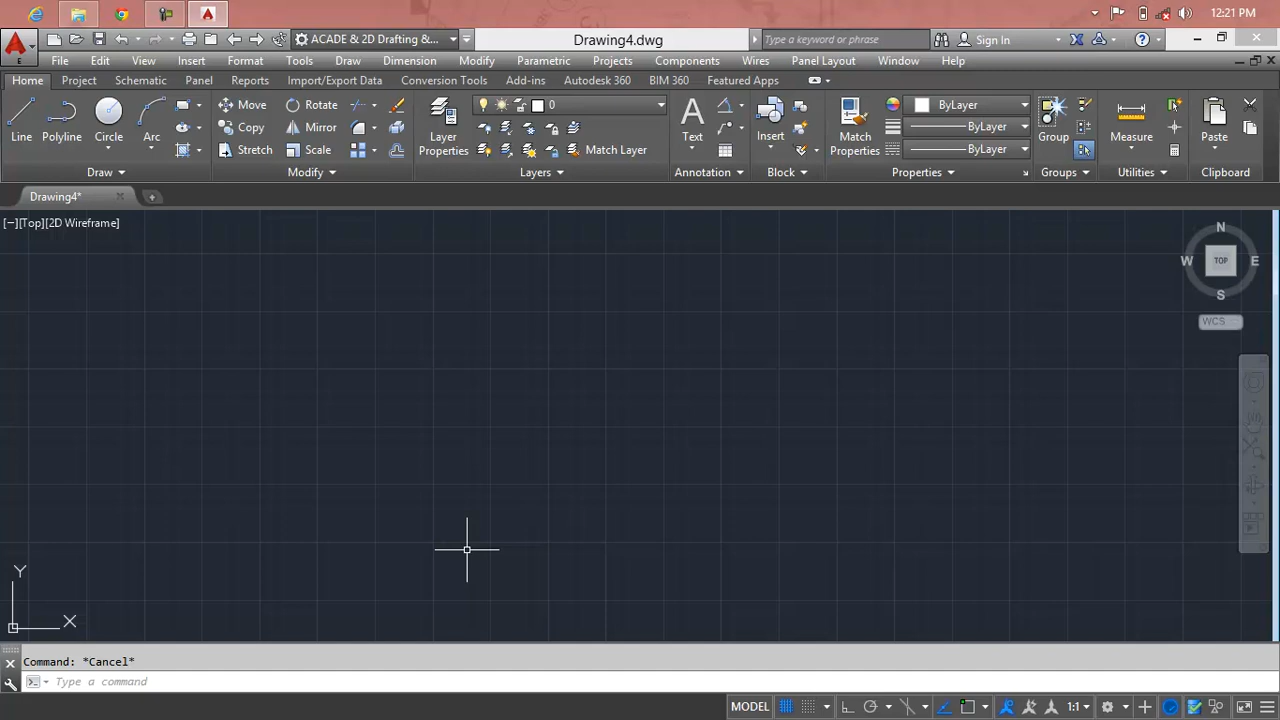 12:21 PM
ACADE & 2D Drafting &...
Drawing4.dwg
Type a keyword or phrase
Sign In
E
File Edit View Insert Format Tools Draw Dimension Modify Parametric Projects Components Wires Panel Layout Window Help
Home Project Schematic Panel Reports Import/Export Data Conversion Tools Add-ins Autodesk 360 BIM 360 Featured Apps
Line
Polyline
Circle
Arc
Move
Rotate
Copy
Mirror
Stretch
Scale
Layer
Properties
0
Match Layer
A
Text
Insert
Match
Properties
ByLayer
ByLayer
ByLayer
Group
Measure
Paste
Draw Modify Layers Annotation Block Properties Groups Utilities Clipboard
Drawing4*
[−][Top][2D Wireframe]
N
W
TOP
E
S
WCS
Y
X
Command: *Cancel*
Type a command
MODEL
1:1